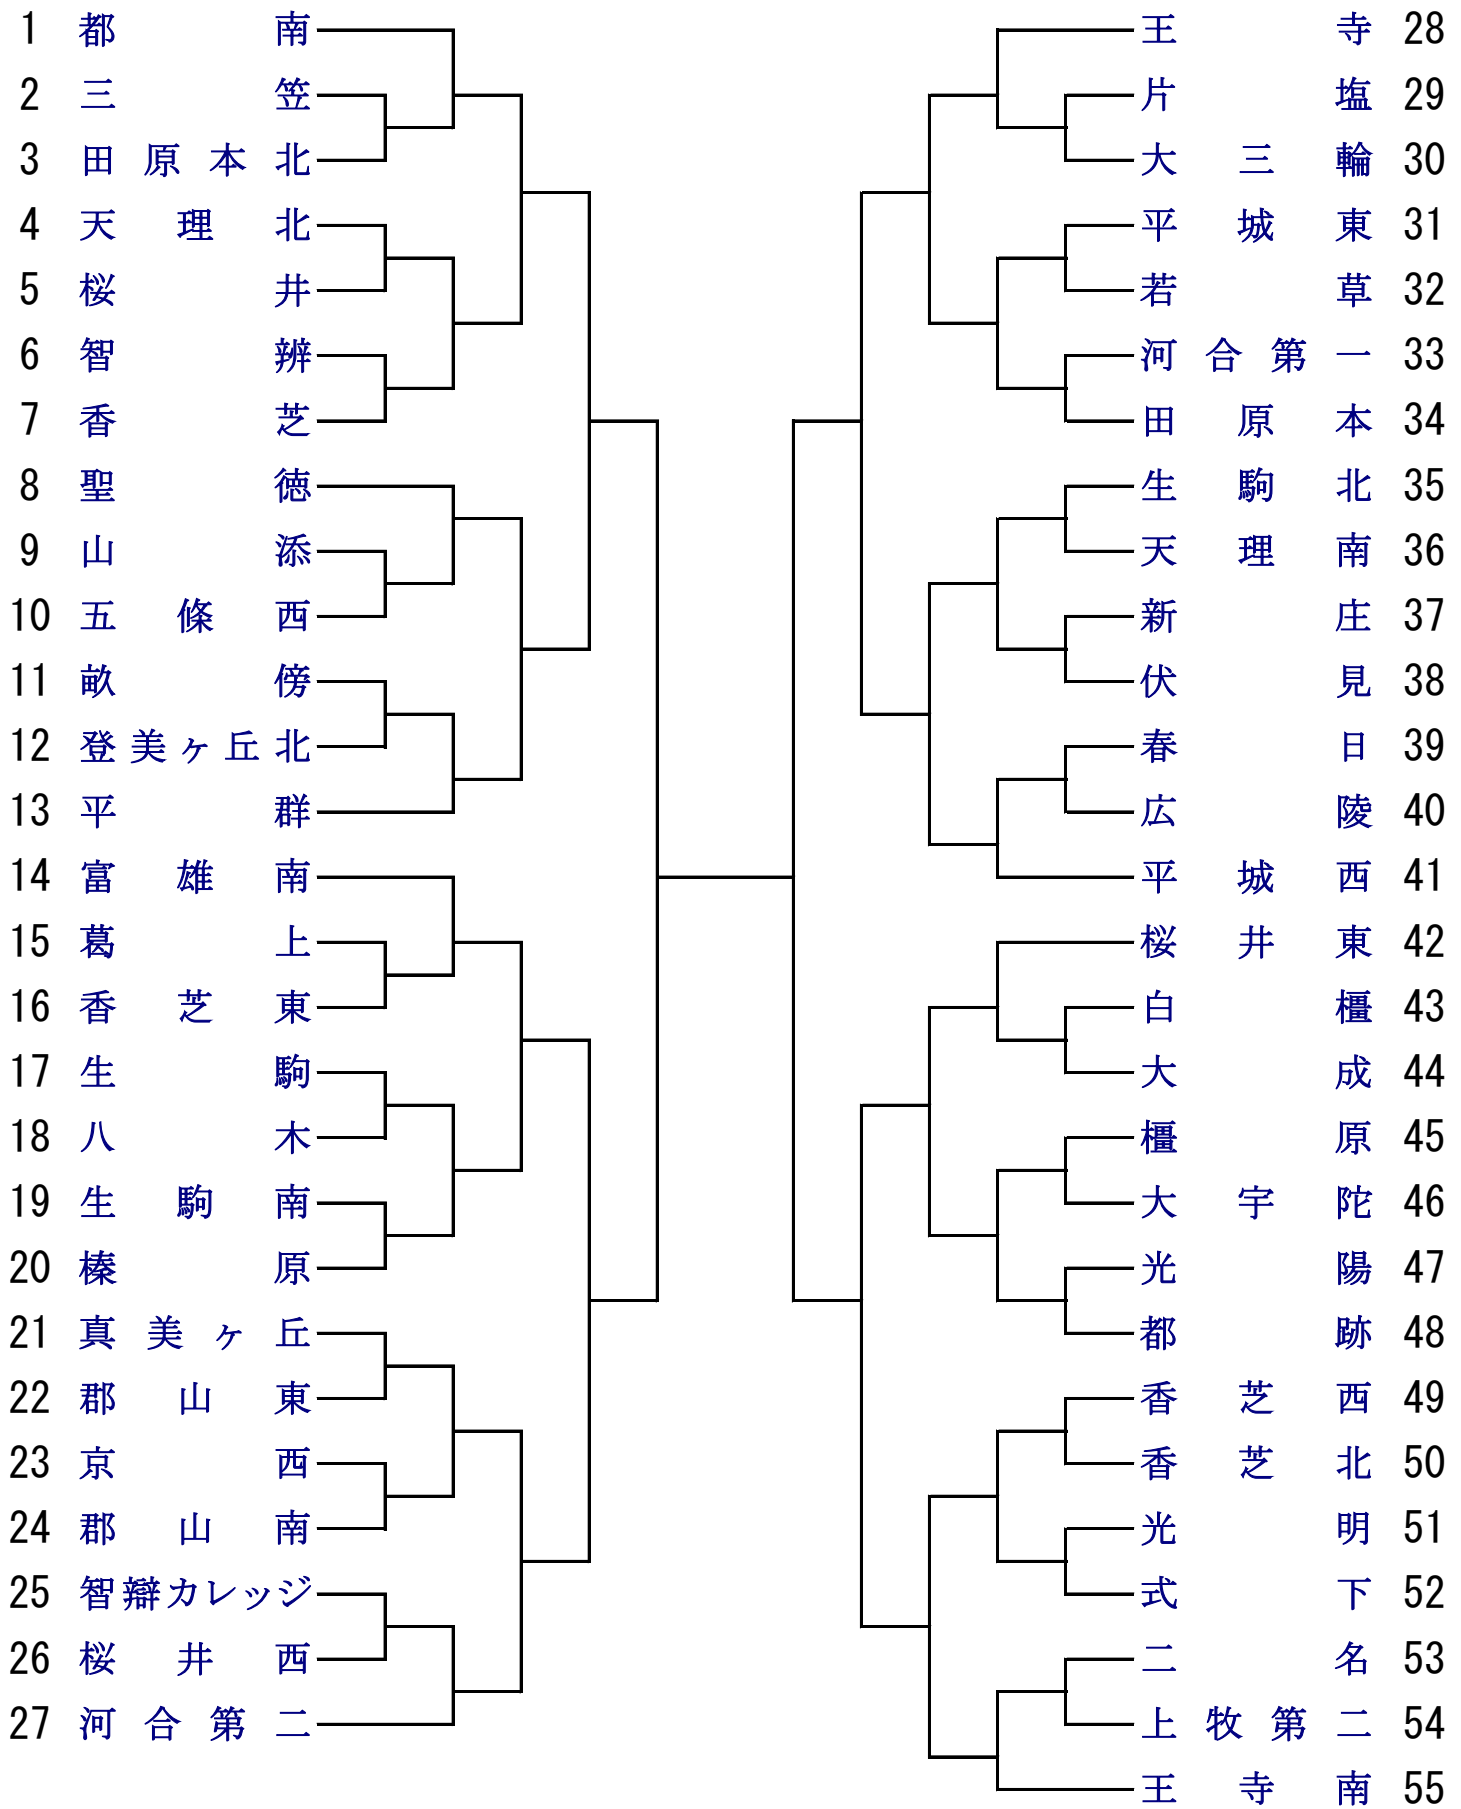 1 都南
2 三笠
3 田原本北
4 天理北
5 桜井
6 智辨
7 香芝
8 聖徳
9 山添
10 五條西
11 畝傍
12 登美ヶ丘北
13 平群
14 富雄南
15 葛上
16 香芝東
17 生駒
18 八木
19 生駒南
20 榛原
21 真美ヶ丘
22 郡山東
23 京西
24 郡山南
25 智辯カレッジ
26 桜井西
27 河合第二
王寺 28
片塩 29
大三輪 30
平城東 31
若草 32
河合第一 33
田原本 34
生駒北 35
天理南 36
新庄 37
伏見 38
春日 39
広陵 40
平城西 41
桜井東 42
白橿 43
大成 44
橿原 45
大宇陀 46
光陽 47
都跡 48
香芝西 49
香芝北 50
光明 51
式下 52
二名 53
上牧第二 54
王寺南 55